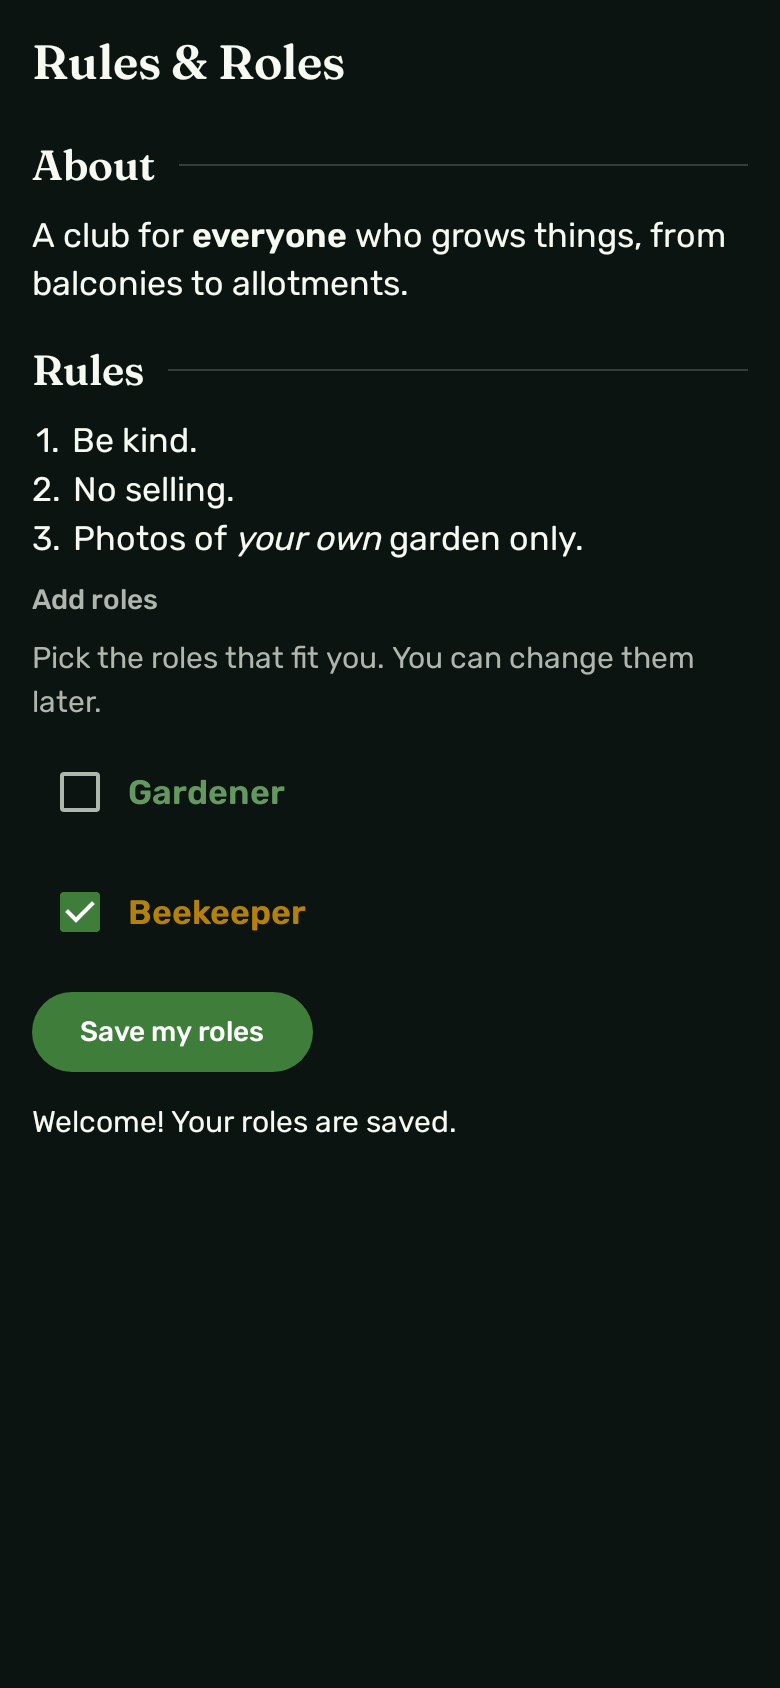 Rules & Roles
About
A club for everyone who grows things, from
balconies to allotments.
Rules
1. Be kind.
2. No selling.
3. Photos of your own garden only.
Add roles
Pick the roles that fit you. You can change them
later.
Gardener
Beekeeper
Save my roles
Welcome! Your roles are saved.